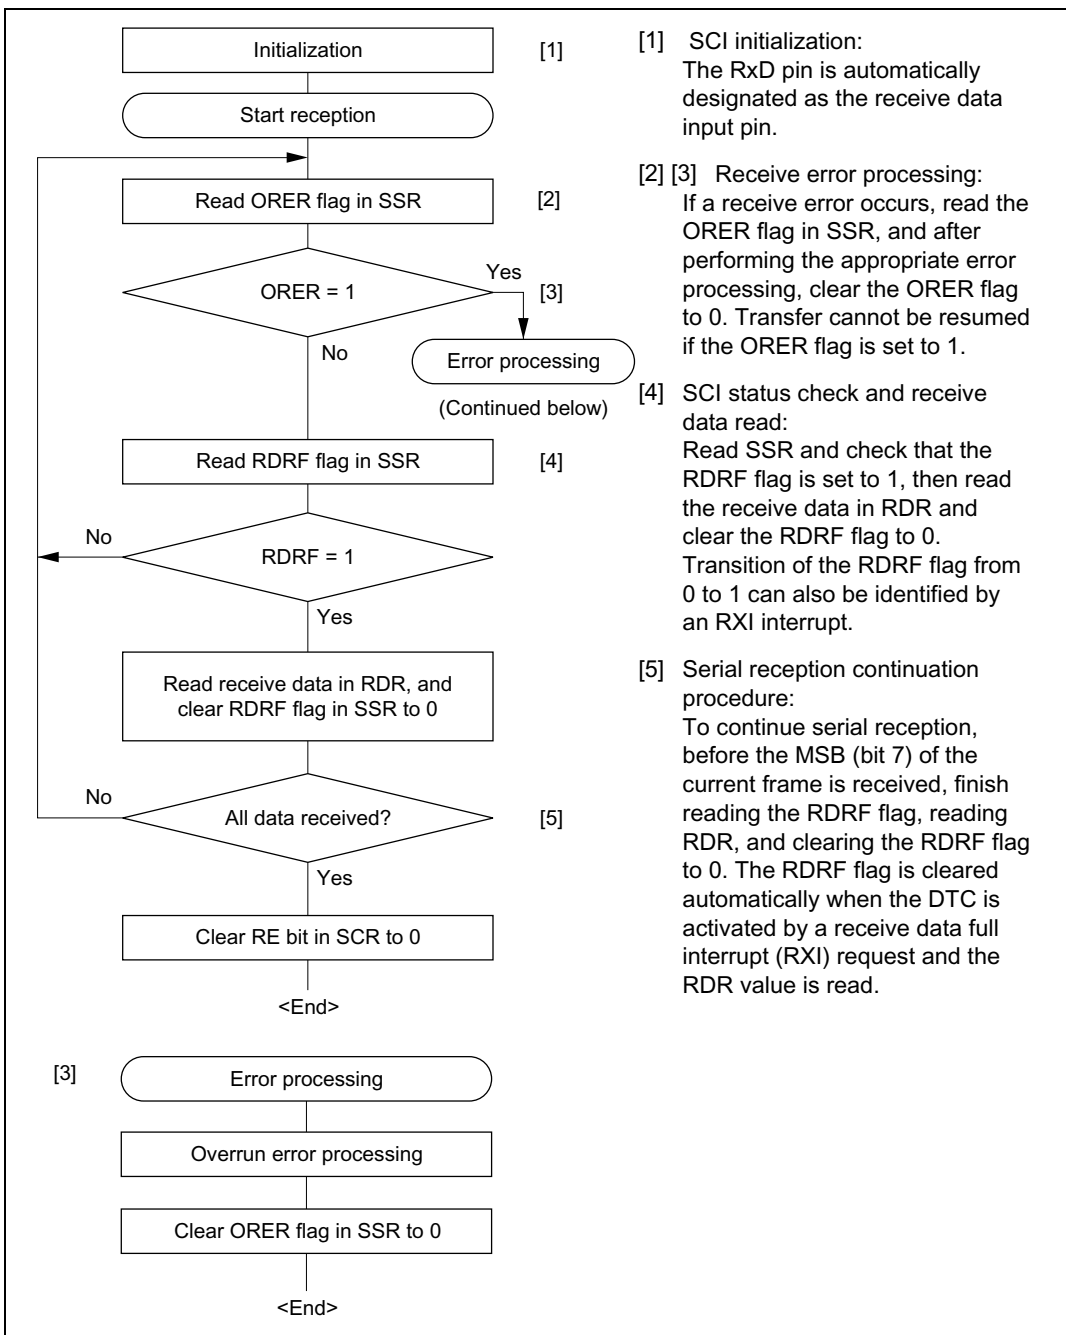 Initialization
[1]
Start reception
Read ORER flag in SSR
[2]
ORER = 1
Yes
[3]
No
Error processing
(Continued below)
Read RDRF flag in SSR
[4]
No
RDRF = 1
Yes
Read receive data in RDR, and
clear RDRF flag in SSR to 0
No
All data received?
[5]
Yes
Clear RE bit in SCR to 0
<End>
[3]
Error processing
Overrun error processing
Clear ORER flag in SSR to 0
<End>
[1] SCI initialization:
The RxD pin is automatically
designated as the receive data
input pin.
[2] [3] Receive error processing:
If a receive error occurs, read the
ORER flag in SSR, and after
performing the appropriate error
processing, clear the ORER flag
to 0. Transfer cannot be resumed
if the ORER flag is set to 1.
[4] SCI status check and receive
data read:
Read SSR and check that the
RDRF flag is set to 1, then read
the receive data in RDR and
clear the RDRF flag to 0.
Transition of the RDRF flag from
0 to 1 can also be identified by
an RXI interrupt.
[5] Serial reception continuation
procedure:
To continue serial reception,
before the MSB (bit 7) of the
current frame is received, finish
reading the RDRF flag, reading
RDR, and clearing the RDRF flag
to 0. The RDRF flag is cleared
automatically when the DTC is
activated by a receive data full
interrupt (RXI) request and the
RDR value is read.